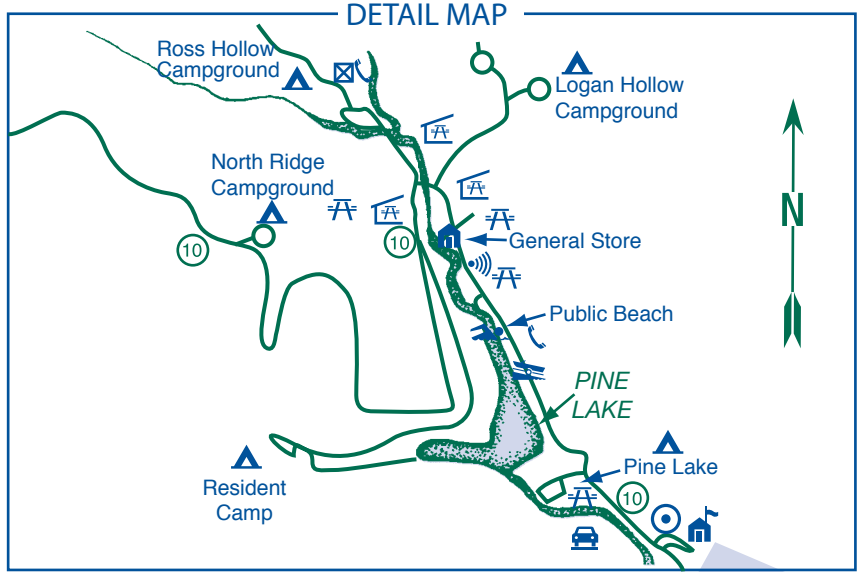 DETAIL MAP
Ross Hollow
Campground
Logan Hollow
Campground
North Ridge
Campground
10
10
General Store
N
Public Beach
PINE
LAKE
Pine Lake
Resident
Camp
10